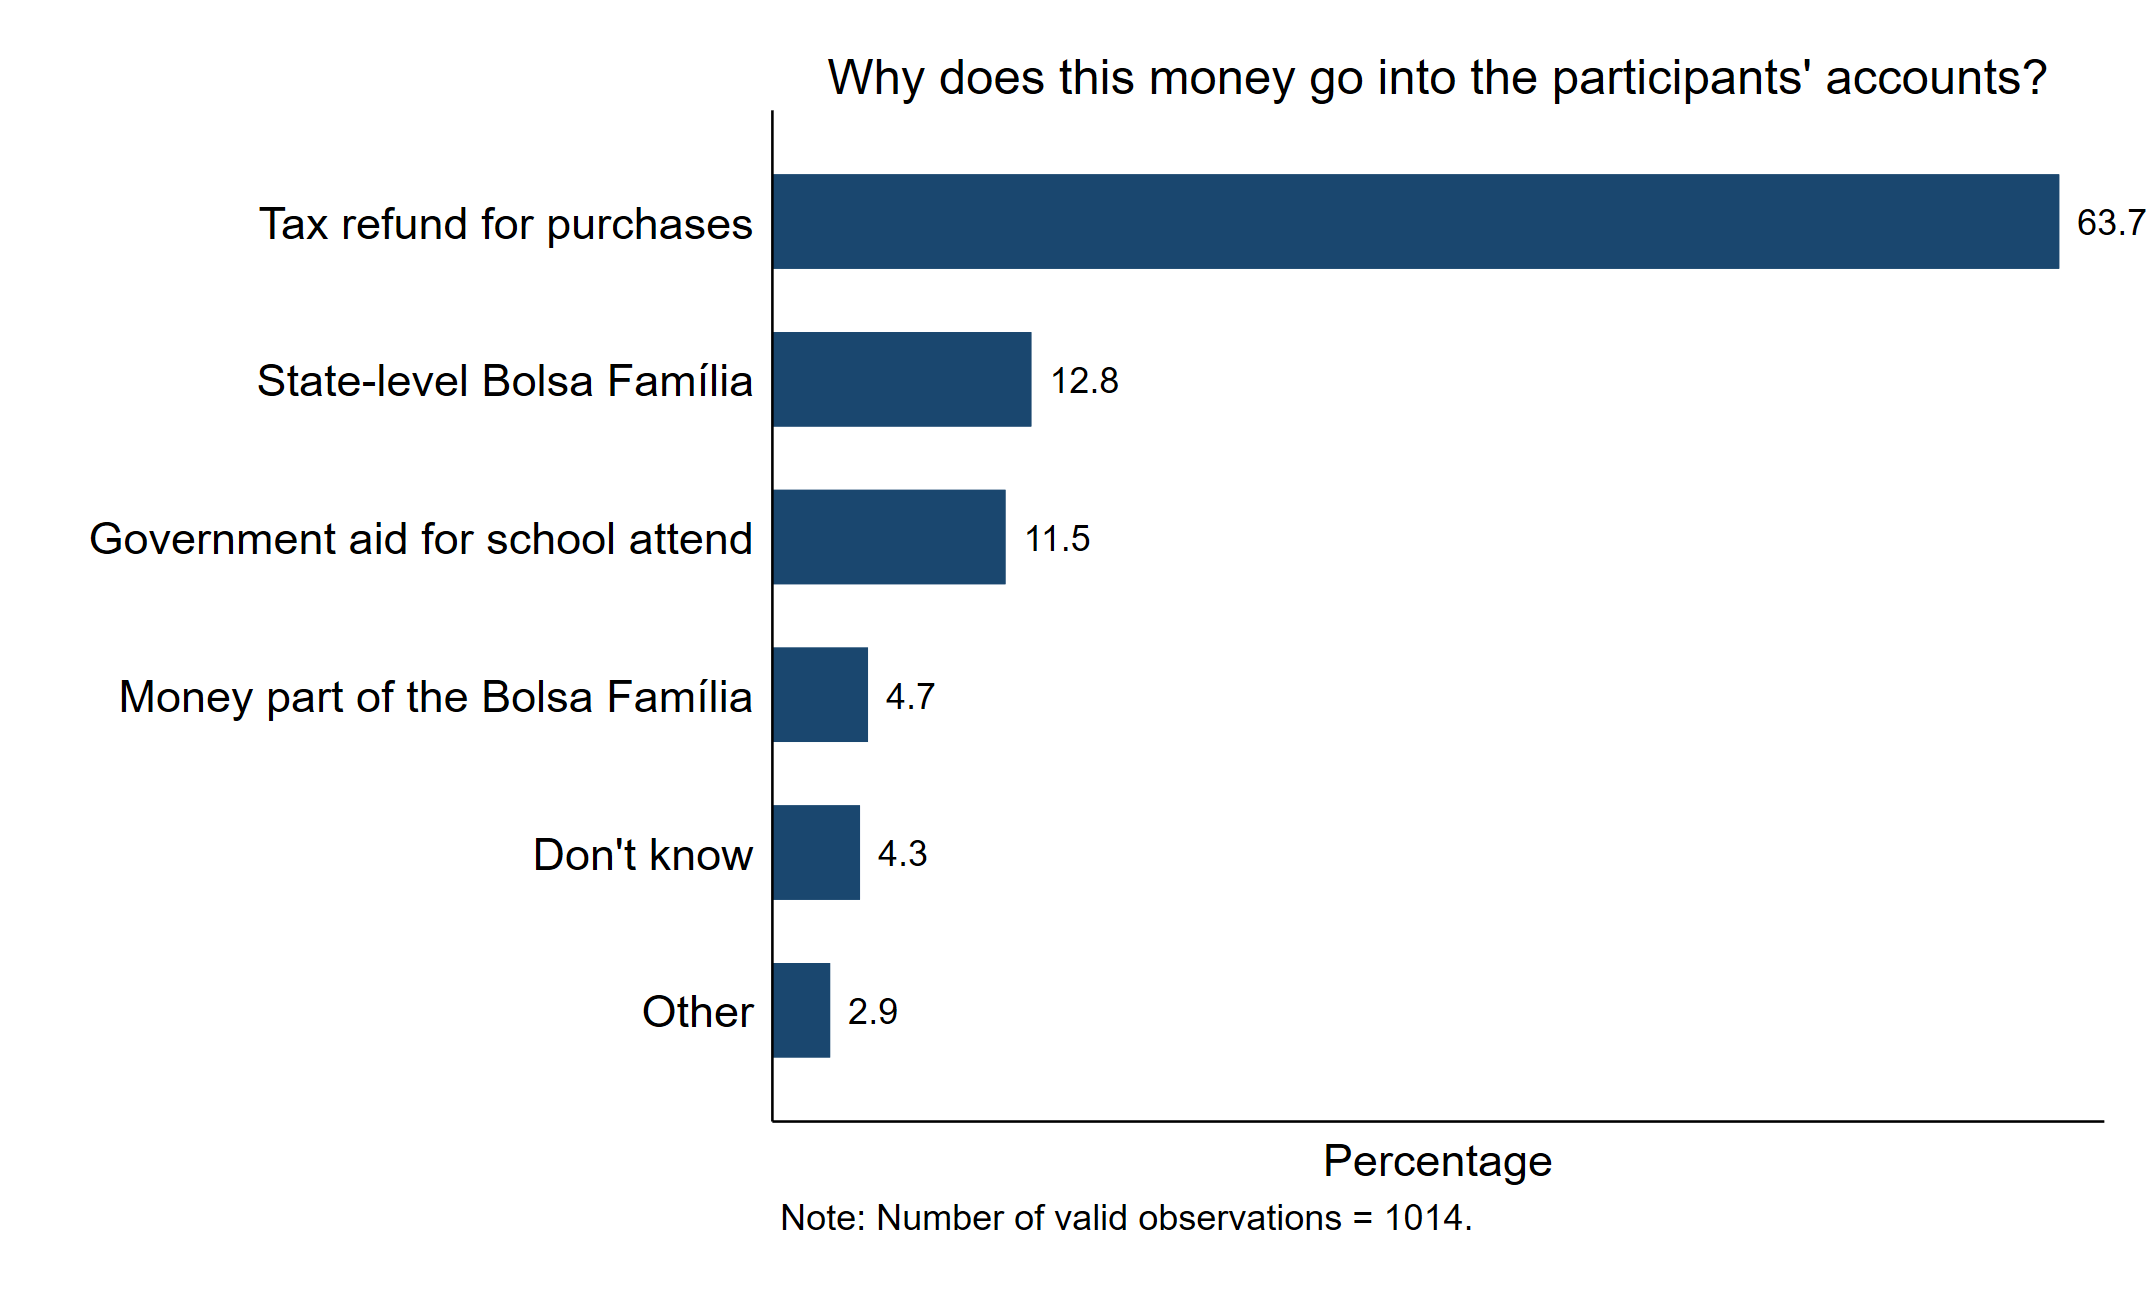 Why does this money go into the participants' accounts?
Tax refund for purchases 63.7
State-level Bolsa Família 12.8
Government aid for school attend 11.5
Money part of the Bolsa Família 4.7
Don't know 4.3
Other 2.9
Percentage
Note: Number of valid observations = 1014.